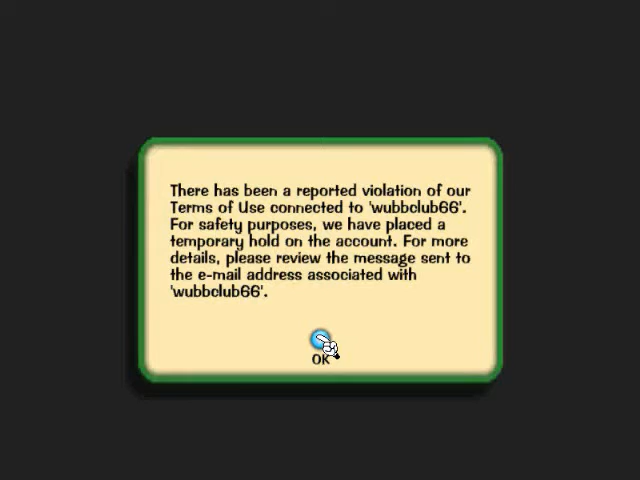 There has been a reported violation of our
Terms of Use connected to 'wubbclub66'.
For safety purposes, we have placed a
temporary hold on the account. For more
details, please review the message sent to
the e-mail address associated with
'wubbclub66'.
OK